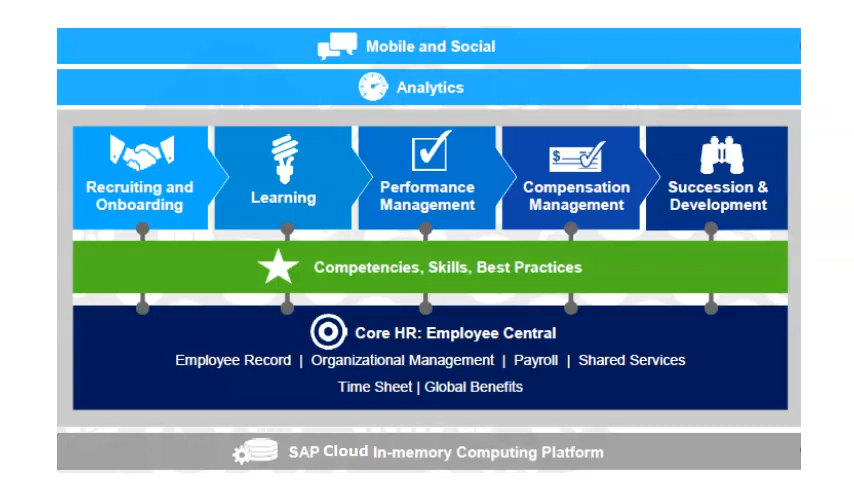 Mobile and Social
Analytics
Recruiting and
Onboarding
Learning
Performance
Management
$
Compensation
Management
Succession &
Development
Competencies, Skills, Best Practices
Core HR: Employee Central
Employee Record | Organizational Management | Payroll | Shared Services
Time Sheet | Global Benefits
SAP Cloud In-memory Computing Platform